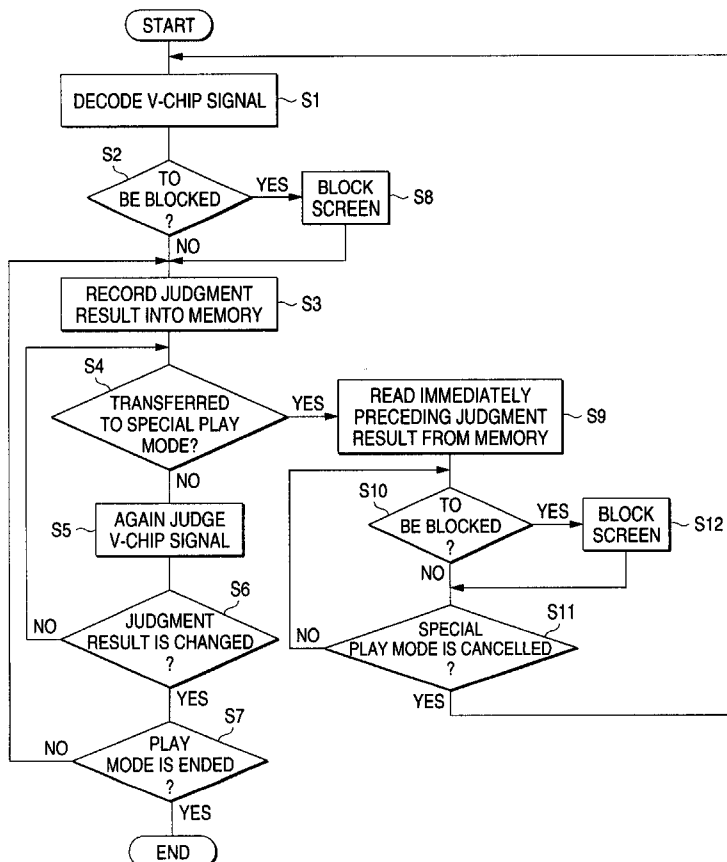 START
DECODE V-CHIP SIGNAL
S1
S2
TO
BE BLOCKED
?
YES
NO
BLOCK
SCREEN
S8
RECORD JUDGMENT
RESULT INTO MEMORY
S3
S4
TRANSFERRED
TO SPECIAL PLAY
MODE?
YES
NO
READ IMMEDIATELY
PRECEDING JUDGMENT
RESULT FROM MEMORY
S9
S5
AGAIN JUDGE
V-CHIP SIGNAL
S10
TO
BE BLOCKED
?
YES
NO
BLOCK
SCREEN
S12
S6
JUDGMENT
RESULT IS CHANGED
?
NO
YES
S11
SPECIAL
PLAY MODE IS CANCELLED
?
NO
YES
S7
PLAY
MODE IS ENDED
?
NO
YES
END